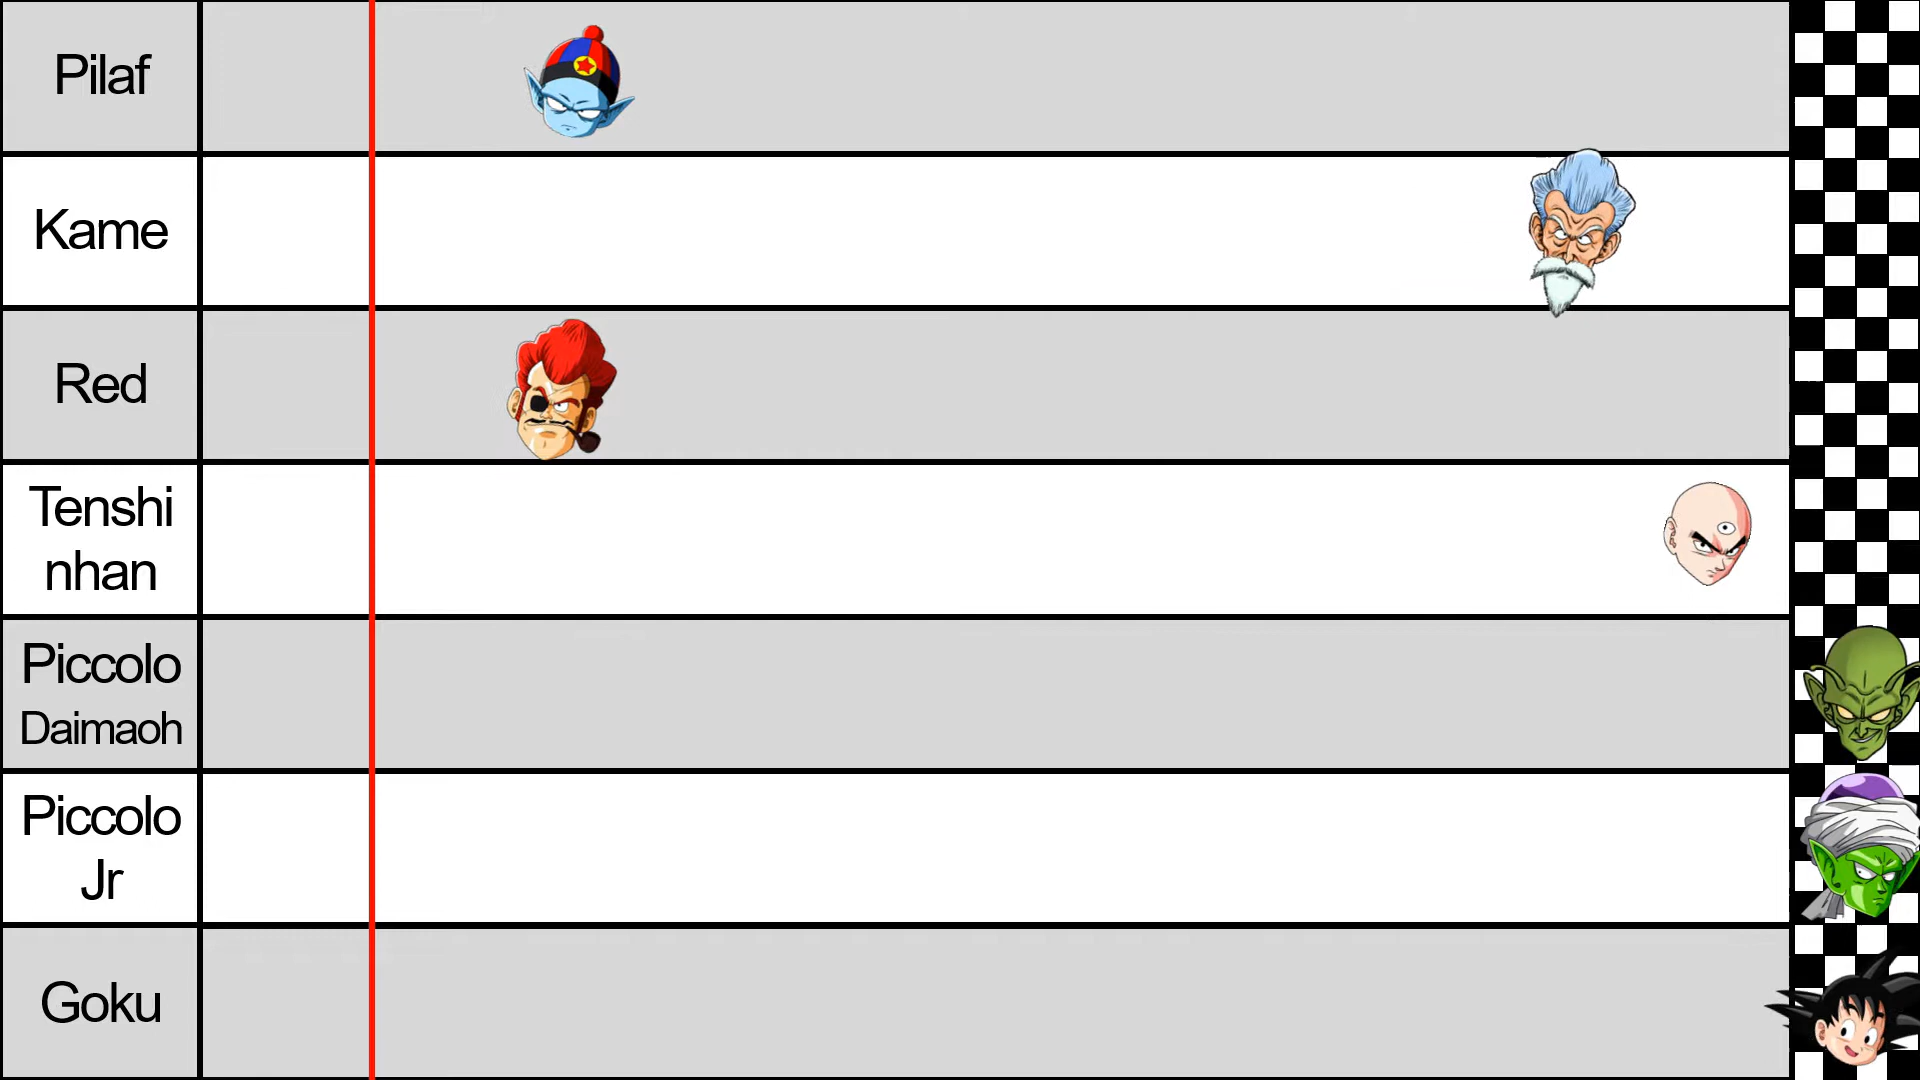 Pilaf
Kame
Red
Tenshi
nhan
Piccolo
Daimaoh
Piccolo
Jr
Goku